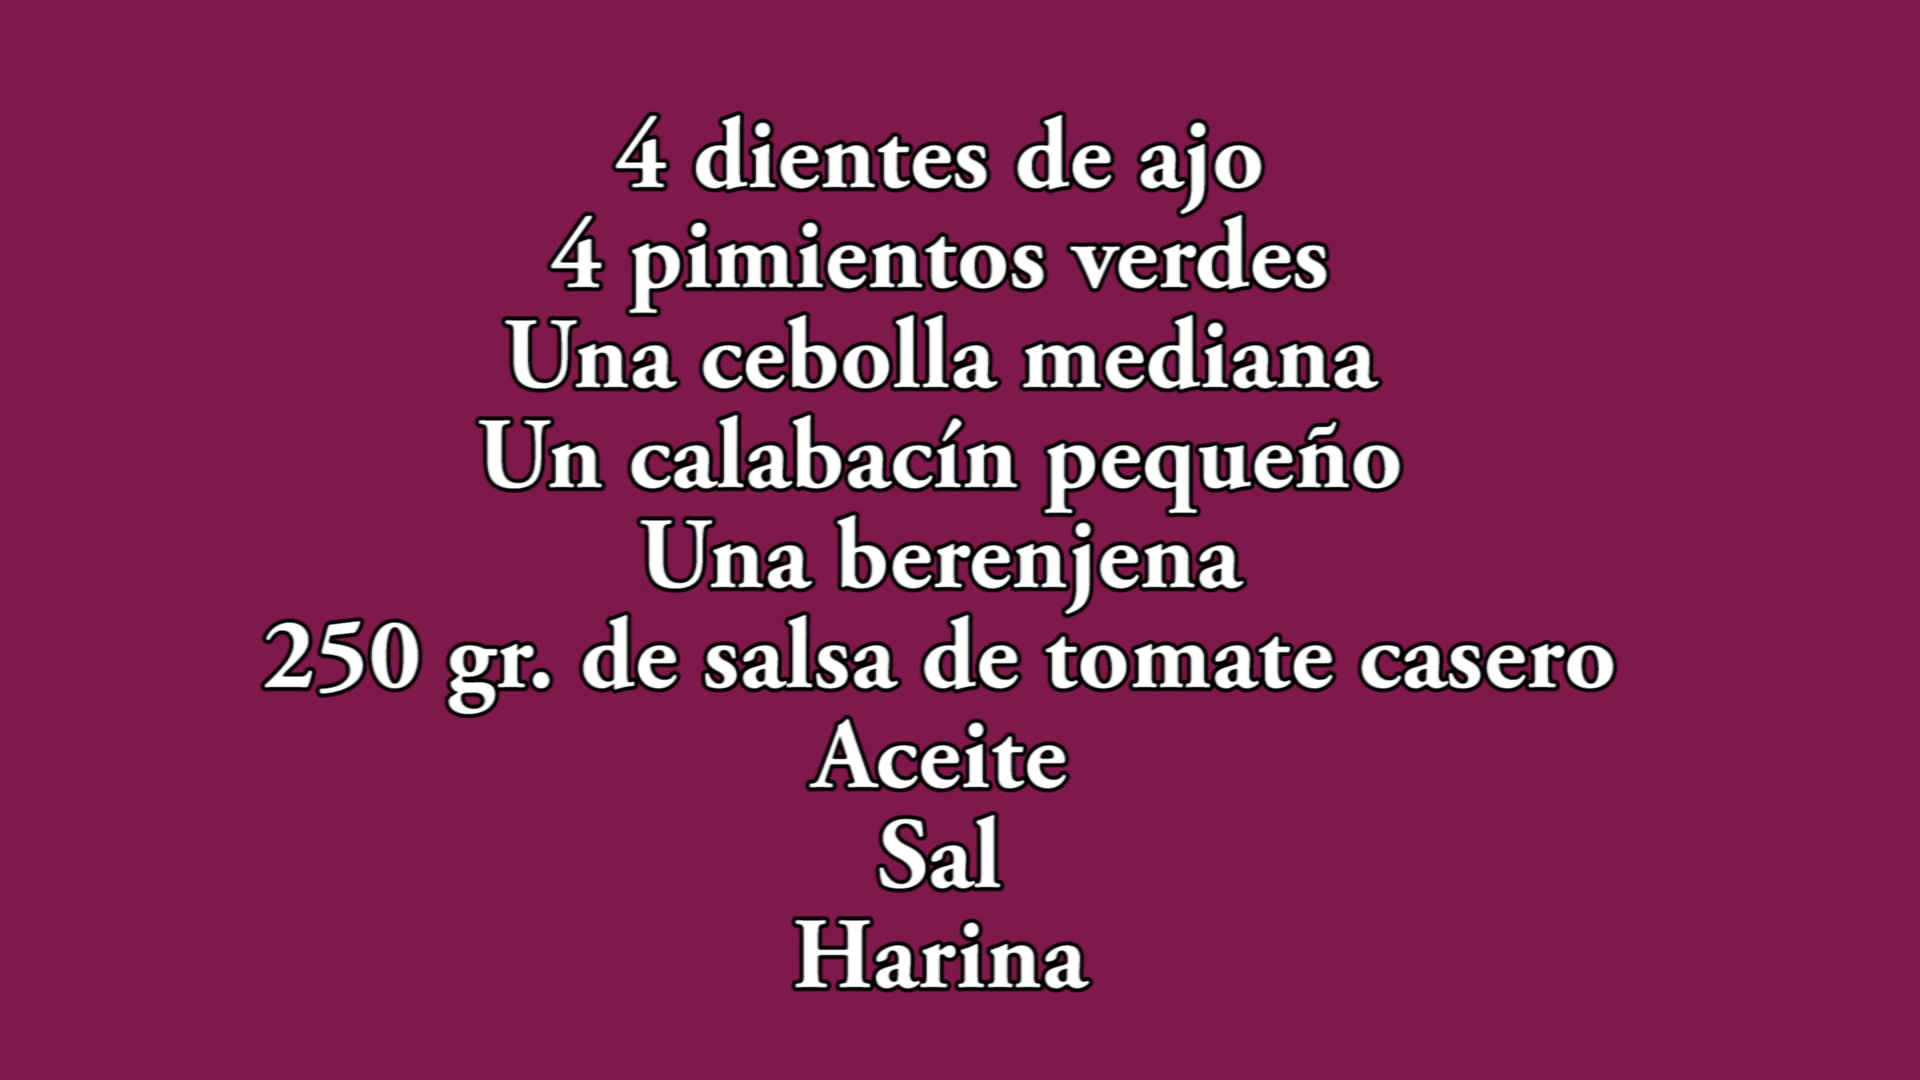 4 dientes de ajo
4 pimientos verdes
Una cebolla mediana
Un calabacín pequeño
Una berenjena
250 gr. de salsa de tomate casero
Aceite
Sal
Harina